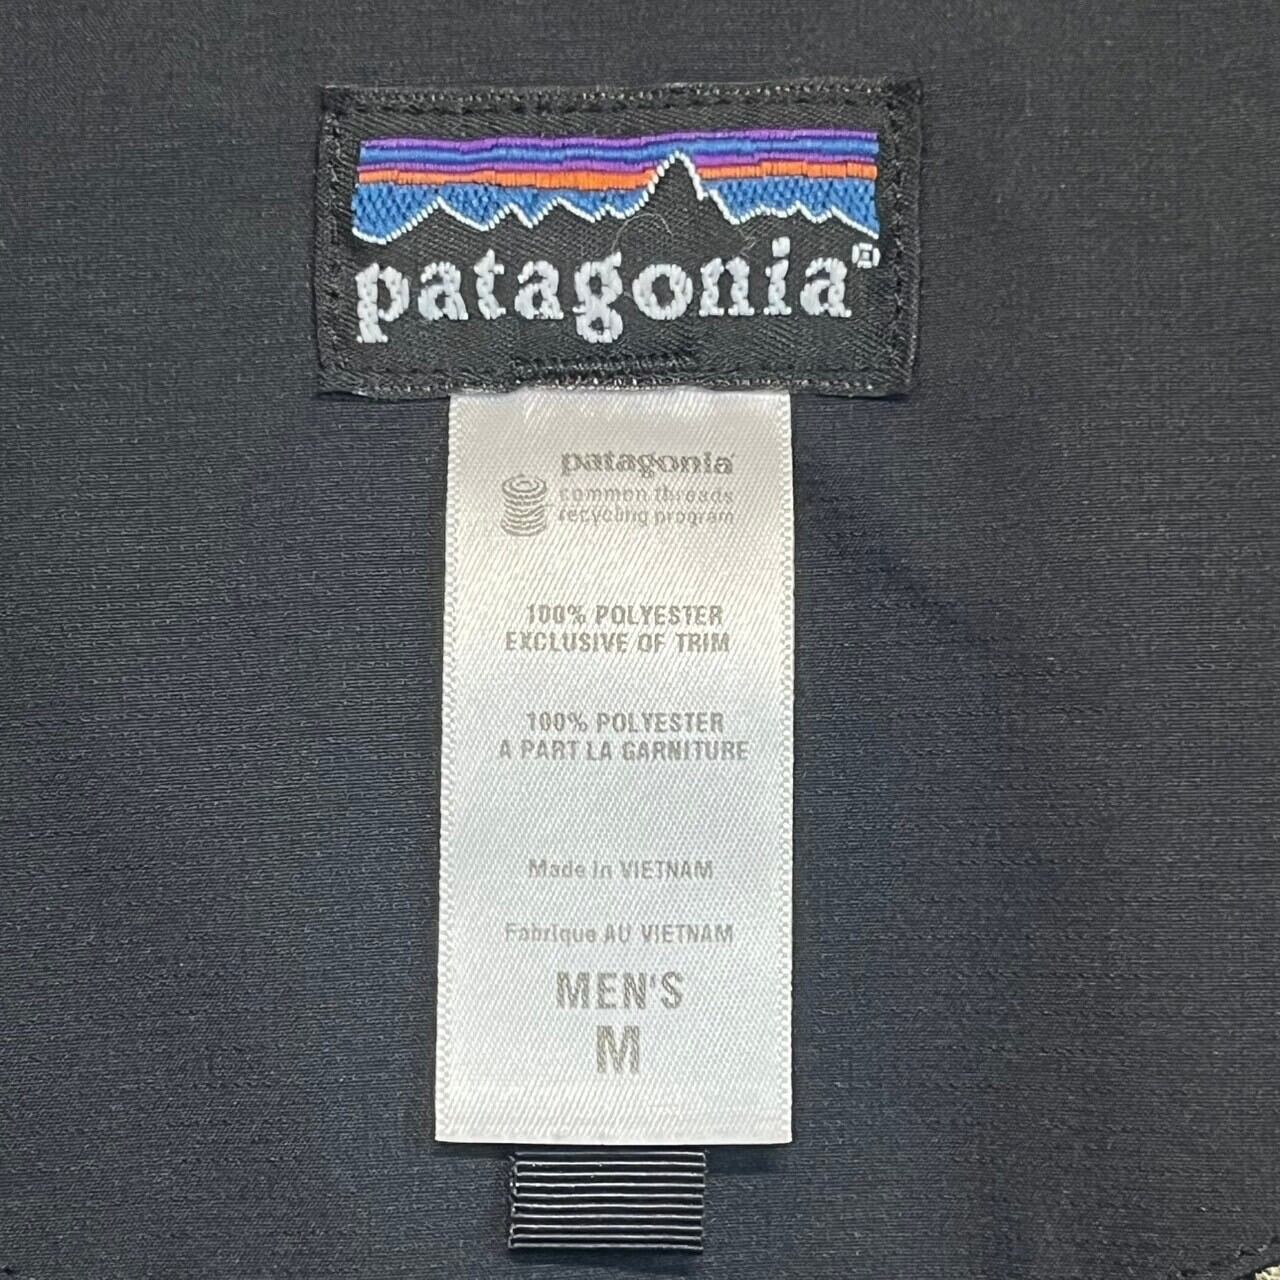 patagonia®
patagonia
common threads
recycling program
100% POLYESTER
EXCLUSIVE OF TRIM
100% POLYESTER
A PART LA GARNITURE
Made in VIETNAM
Fabrique AU VIETNAM
MEN'S
M